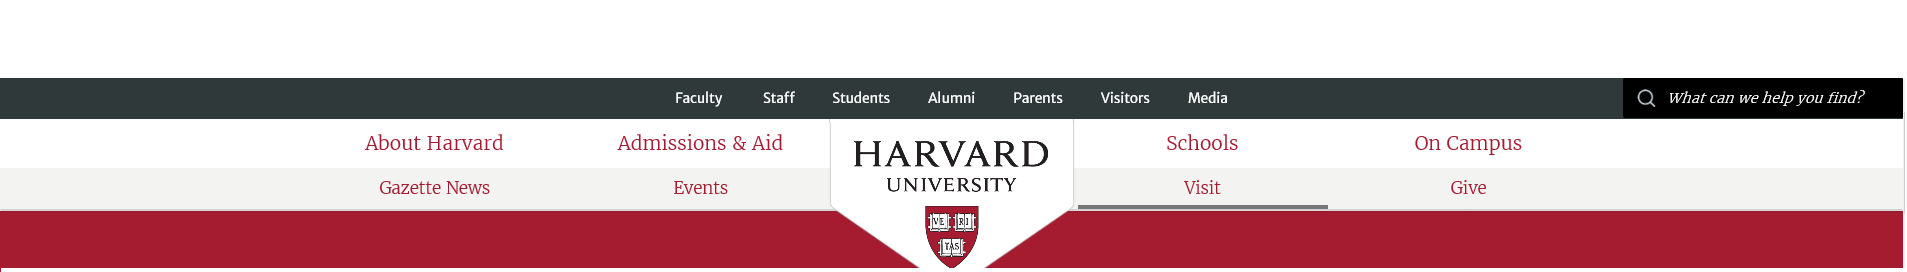 Faculty Staff Students Alumni Parents Visitors Media What can we help you find?
About Harvard Admissions & Aid HARVARD Schools On Campus
Gazette News Events UNIVERSITY Visit Give
VE RI
TAS